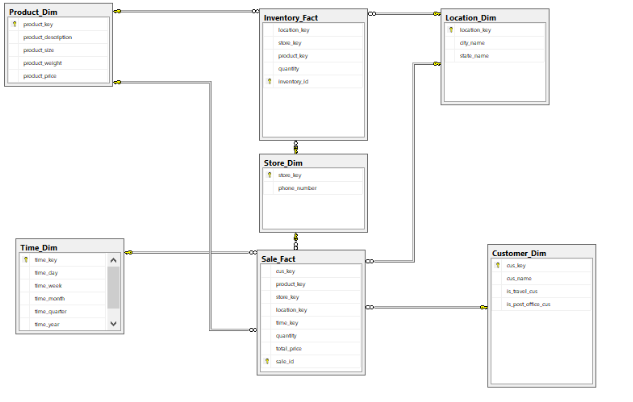 Product_Dim
product_key
product_description
product_size
product_weight
product_price
Inventory_Fact
location_key
store_key
product_key
quantity
inventory_id
Location_Dim
location_key
city_name
state_name
Store_Dim
store_key
phone_number
Time_Dim
time_key
time_day
time_week
time_month
time_quarter
time_year
Sale_Fact
cus_key
product_key
store_key
location_key
time_key
quantity
total_price
sale_id
Customer_Dim
cus_key
cus_name
is_travel_cus
is_post_office_cus